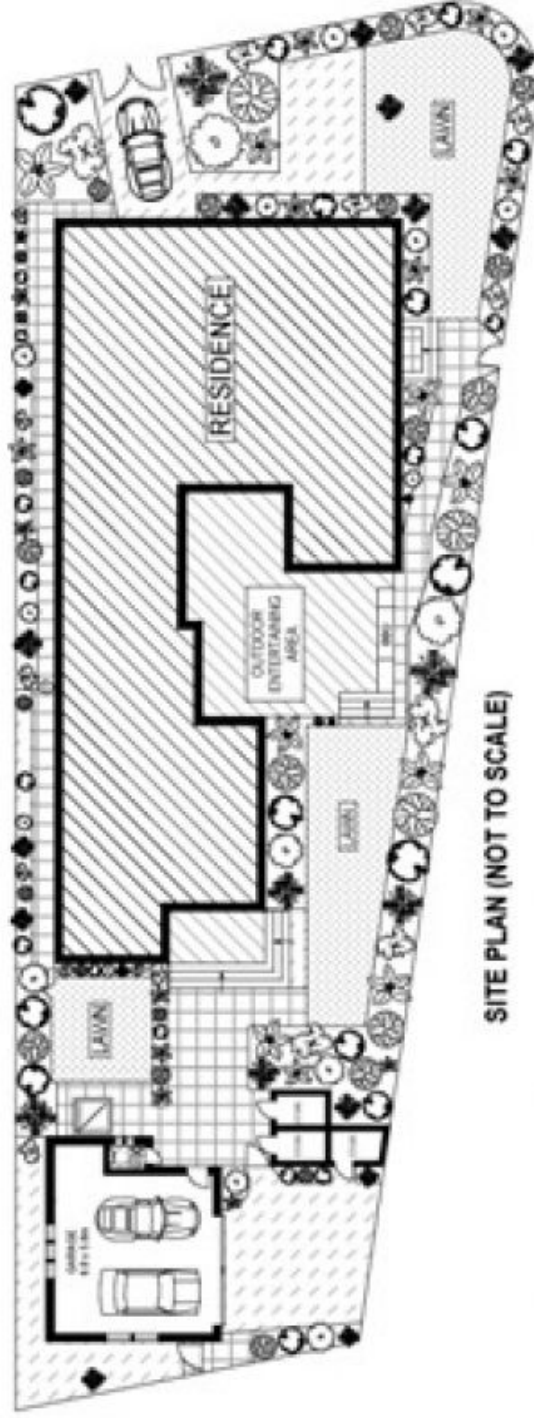 LAWN
RESIDENCE
OUTDOOR
ENTERTAINING
AREA
LAWN
LAWN
GARAGE
SITE PLAN (NOT TO SCALE)